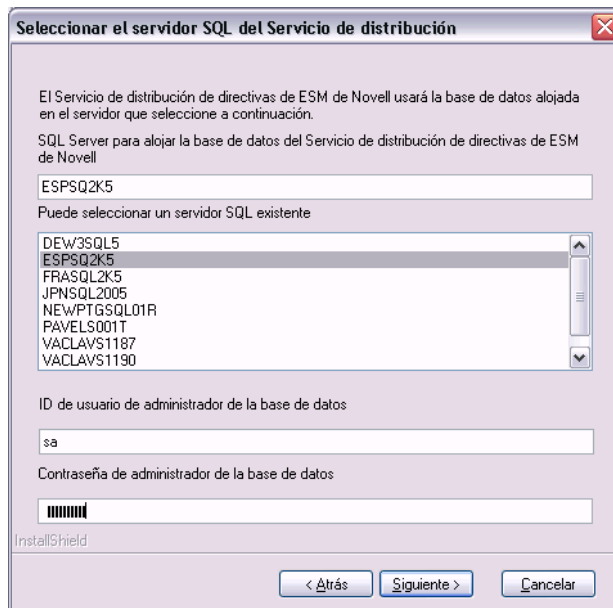 Seleccionar el servidor SQL del Servicio de distribución
El Servicio de distribución de directivas de ESM de Novell usará la base de datos alojada
en el servidor que seleccione a continuación.
SQL Server para alojar la base de datos del Servicio de distribución de directivas de ESM
de Novell
ESPSQ2K5
Puede seleccionar un servidor SQL existente
DEW3SQL5
ESPSQ2K5
FRASQL2K5
JPNSQL2005
NEWPTGSQL01R
PAVELS001T
VACLAVS1187
VACLAVS1190
ID de usuario de administrador de la base de datos
sa
Contraseña de administrador de la base de datos
InstallShield
< Atrás Siguiente > Cancelar